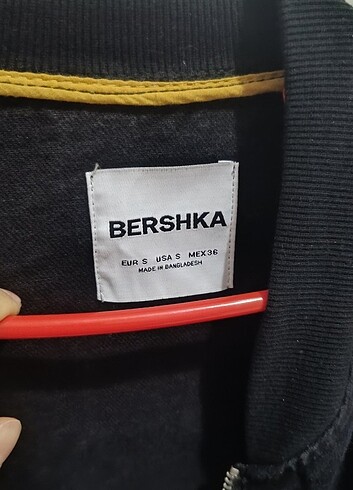 BERSHKA
EUR S USA S MEX 36
MADE IN BANGLADESH